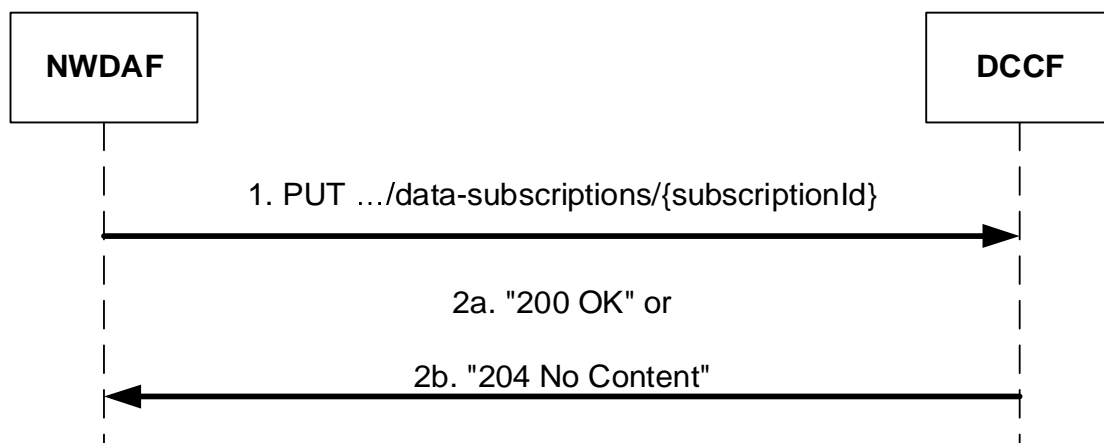 NWDAF
DCCF
1. PUT …/data-subscriptions/{subscriptionId}
2a. "200 OK" or
2b. "204 No Content"